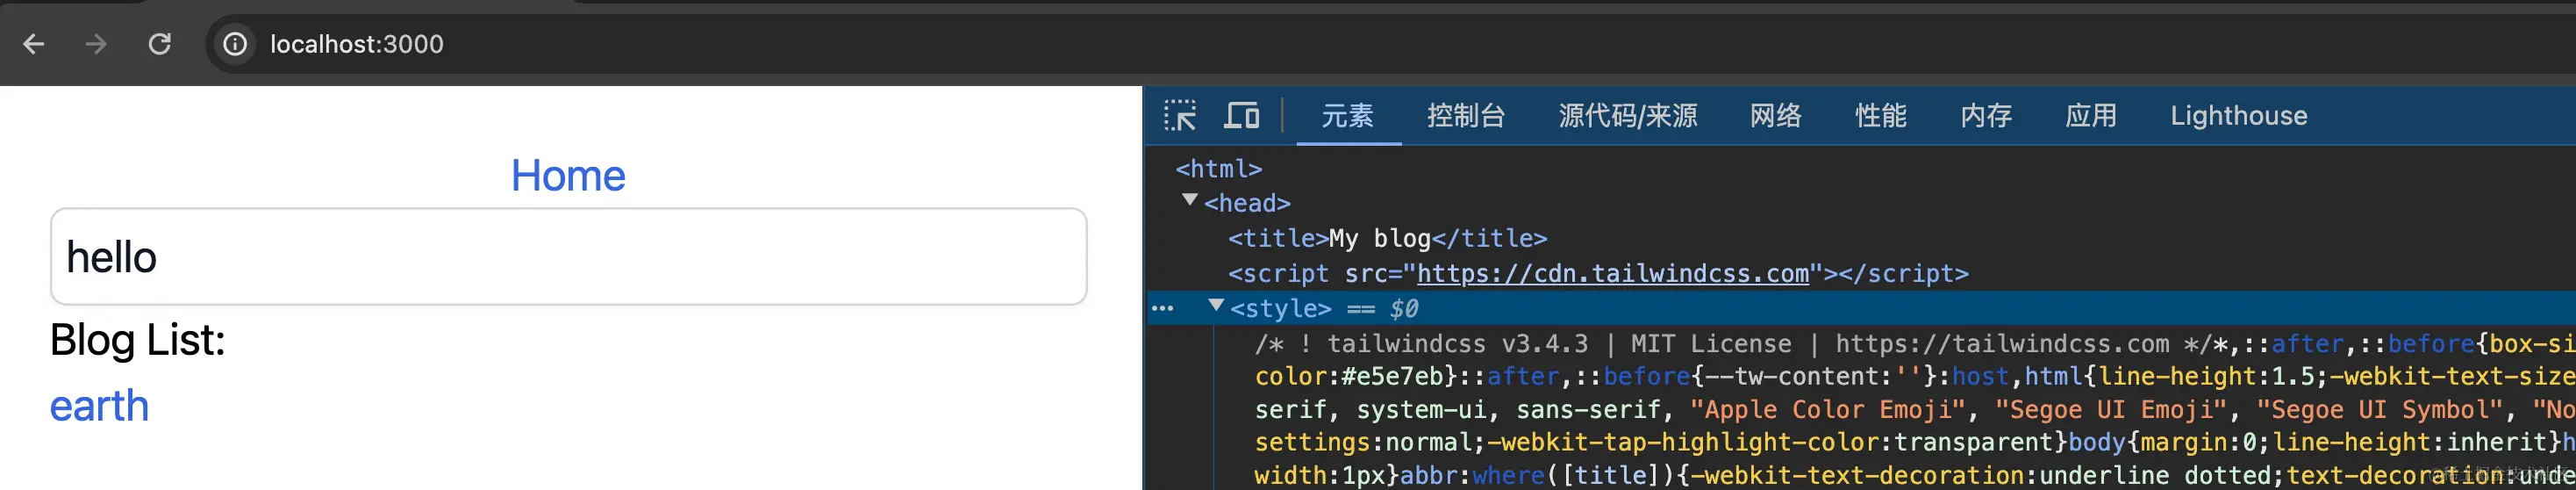 localhost:3000
Home
hello
Blog List:
earth
元素 控制台 源代码/来源 网络 性能 内存 应用 Lighthouse
<html>
<head>
<title>My blog</title>
<script src="https://cdn.tailwindcss.com"></script>
<style> == $0
/* ! tailwindcss v3.4.3 | MIT License | https://tailwindcss.com */*,::after,::before{box-si
color:#e5e7eb}::after,::before{--tw-content:''}:host,html{line-height:1.5;-webkit-text-size
serif, system-ui, sans-serif, "Apple Color Emoji", "Segoe UI Emoji", "Segoe UI Symbol", "No
settings:normal;-webkit-tap-highlight-color:transparent}body{margin:0;line-height:inherit}h
width:1px}abbr:where([title]){-webkit-text-decoration:underline dotted;text-decoration:unde